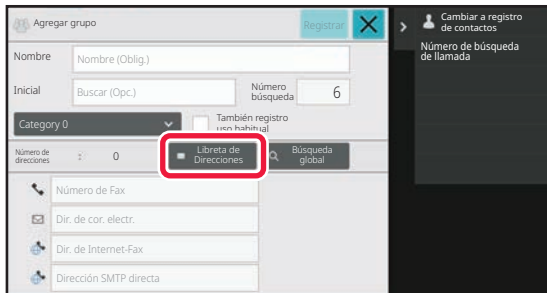 Agregar grupo
Registrar
Cambiar a registro
de contactos
Número de búsqueda
de llamada
Nombre
Nombre (Oblig.)
Inicial
Buscar (Opc.)
Número
búsqueda
6
Category 0
También registro
uso habitual
Número de
direcciones
:
0
Libreta de
Direcciones
Búsqueda
global
Número de Fax
Dir. de cor. electr.
Dir. de Internet-Fax
Dirección SMTP directa